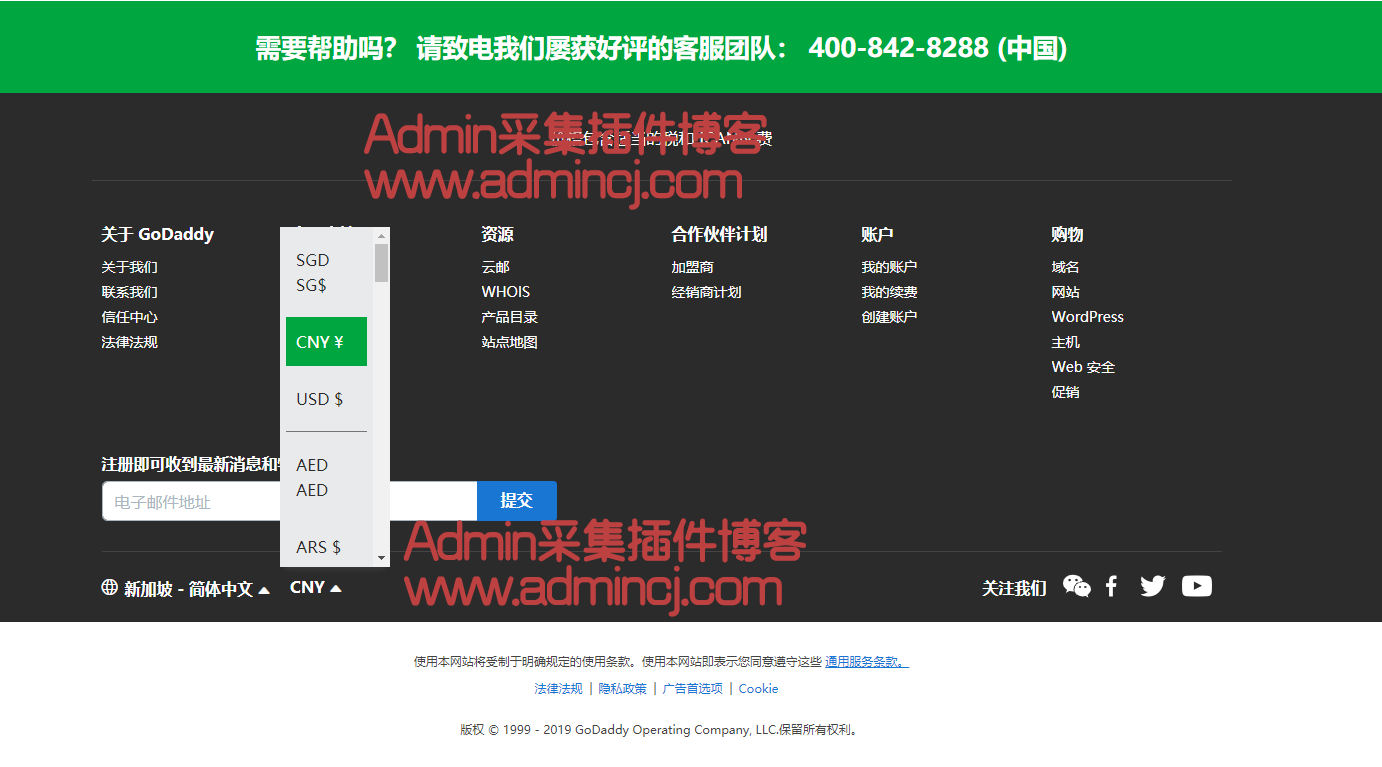 需要帮助吗? 请致电我们屡获好评的客服团队: 400-842-8288 (中国)
Admin采集插件博客
www.admincj.com
关于 GoDaddy
关于我们
联系我们
信任中心
法律法规
SGD
SG$
CNY ¥
USD $
AED
AED
ARS $
资源
云邮
WHOIS
产品目录
站点地图
合作伙伴计划
加盟商
经销商计划
账户
我的账户
我的续费
创建账户
购物
域名
网站
WordPress
主机
Web 安全
促销
注册即可收到最新消息和
电子邮件地址
提交
Admin采集插件博客
www.admincj.com
新加坡 - 简体中文
CNY
关注我们
使用本网站将受制于明确规定的使用条款。使用本网站即表示您同意遵守这些 通用服务条款。
法律法规 | 隐私政策 | 广告首选项 | Cookie
版权 © 1999 - 2019 GoDaddy Operating Company, LLC.保留所有权利。